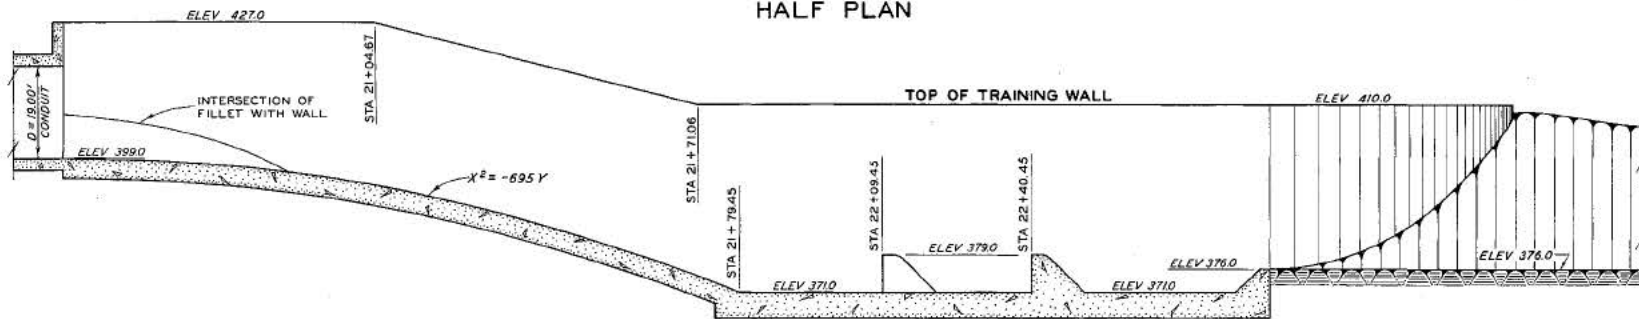 HALF PLAN
ELEV 427.0
STA 21+04.67
D = 19.00'
CONDUIT
INTERSECTION OF
FILLET WITH WALL
ELEV 399.0
X² = -695 Y
TOP OF TRAINING WALL
ELEV 410.0
STA 21+71.06
STA 21+79.45
STA 22+09.45
STA 22+40.45
ELEV 379.0
ELEV 376.0
ELEV 376.0
ELEV 371.0
ELEV 371.0